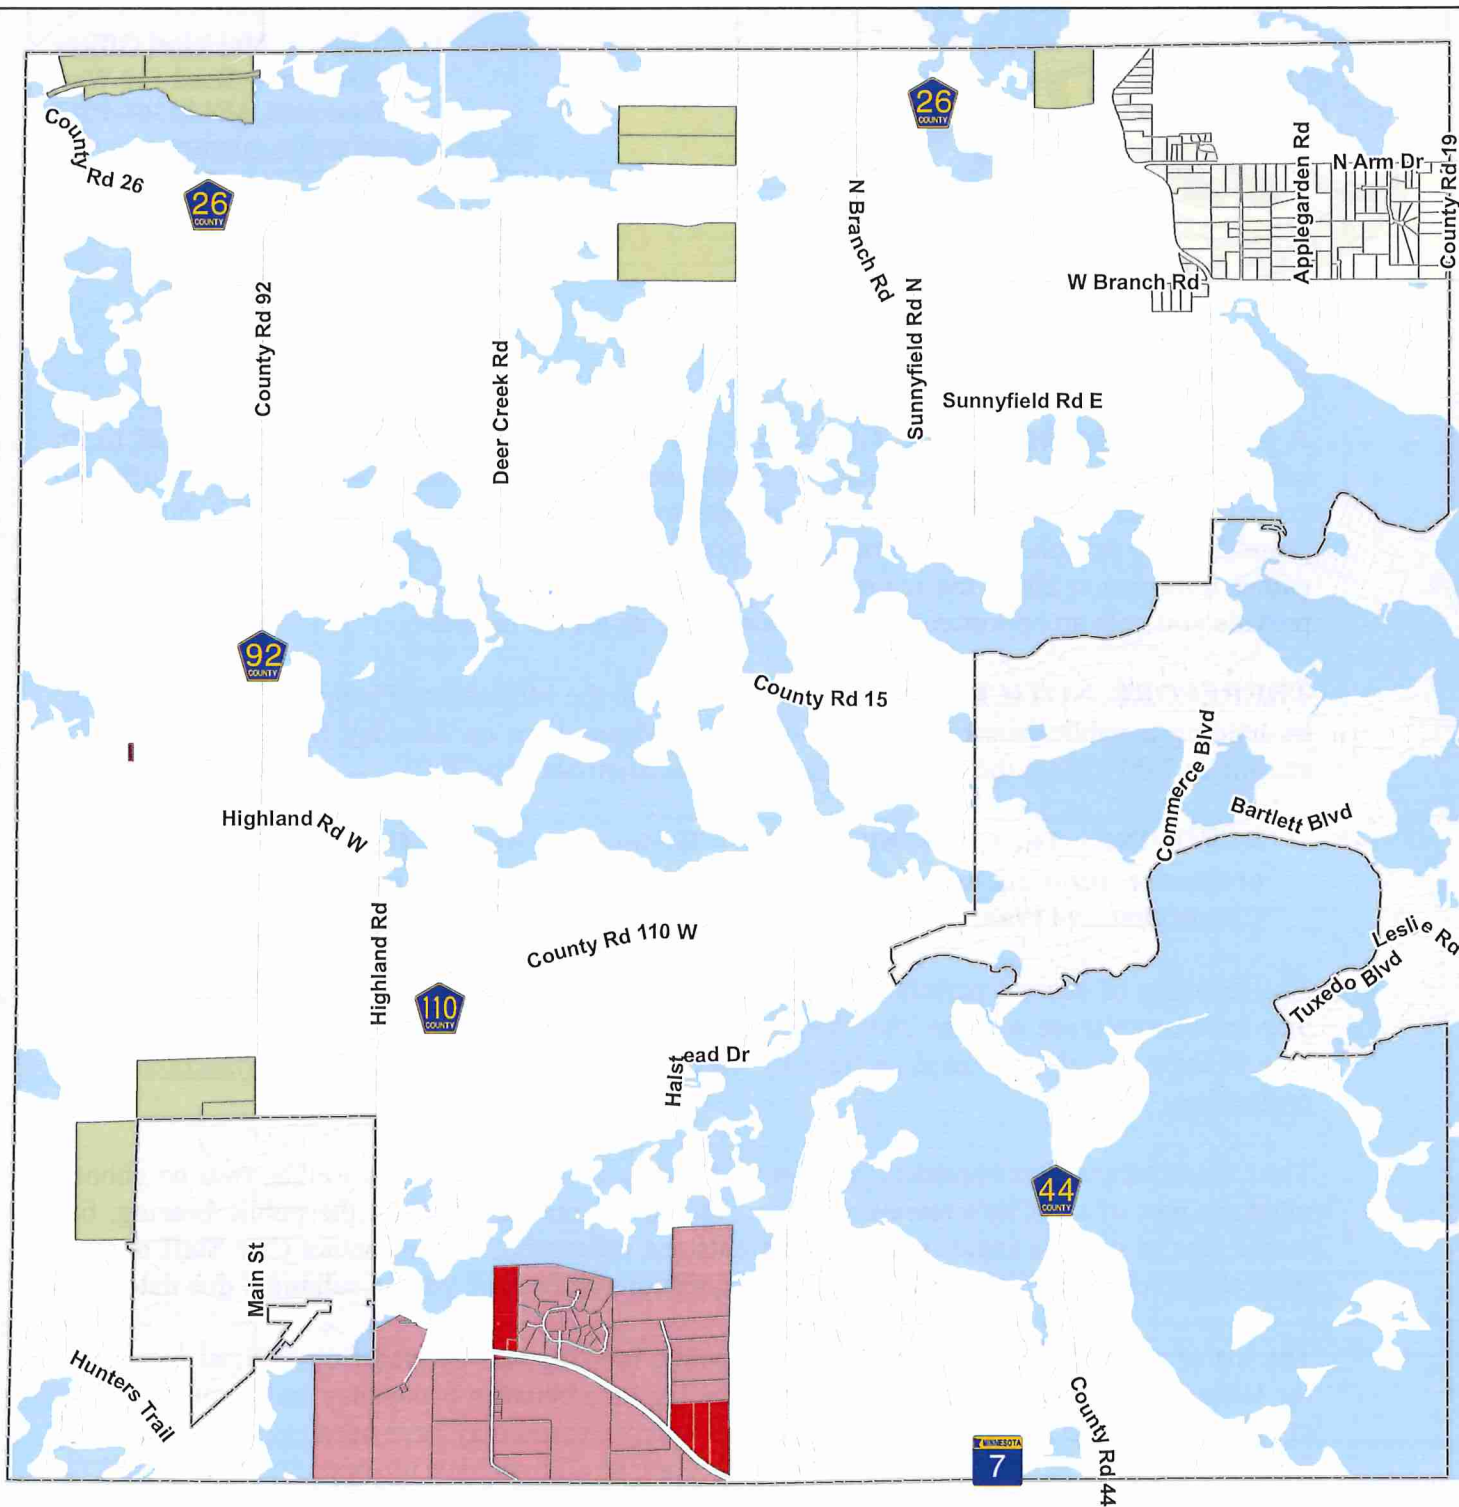 26
COUNTY
County
Rd 26
N Arm Dr
County Rd 19
Applegarden Rd
26
COUNTY
N Branch Rd
W Branch Rd
County Rd 92
Sunnyfield Rd N
Deer Creek Rd
Sunnyfield Rd E
92
COUNTY
County Rd 15
Commerce Blvd
Bartlett Blvd
Highland Rd W
Highland Rd
County Rd 110 W
Leslie Rd
Tuxedo Blvd
110
COUNTY
Halstead Dr
44
COUNTY
Main St
Hunters Trail
County Rd 44
MINNESOTA
7